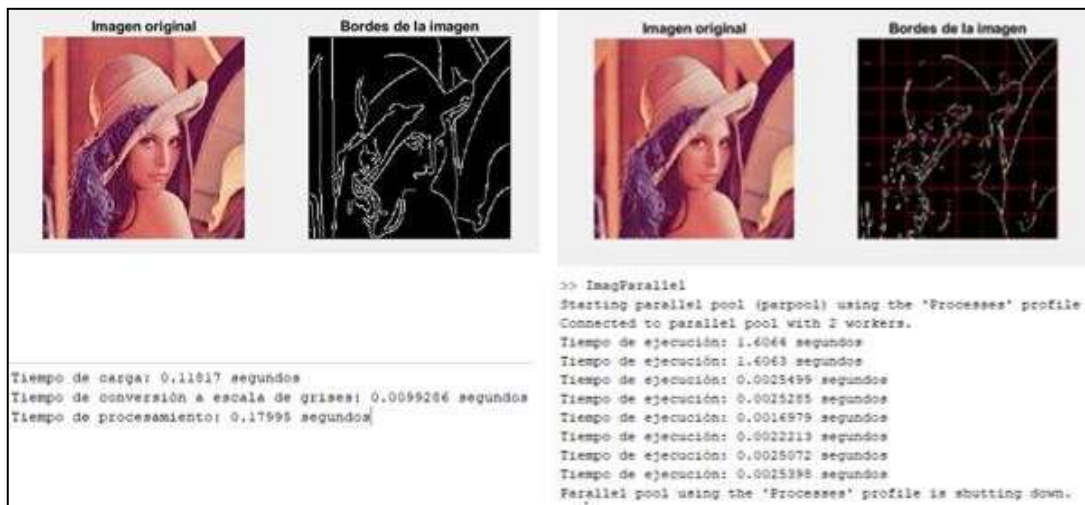 Imagen original
Bordes de la imagen
Tiempo de carga: 0.11817 segundos
Tiempo de conversión a escala de grises: 0.0099286 segundos
Tiempo de procesamiento: 0.17995 segundos
Imagen original
Bordes de la imagen
>> ImagParallel
Starting parallel pool (parpool) using the 'Processes' profile
Connected to parallel pool with 2 workers.
Tiempo de ejecución: 1.6064 segundos
Tiempo de ejecución: 1.6063 segundos
Tiempo de ejecución: 0.0025499 segundos
Tiempo de ejecución: 0.0025285 segundos
Tiempo de ejecución: 0.0016979 segundos
Tiempo de ejecución: 0.0022213 segundos
Tiempo de ejecución: 0.0025072 segundos
Tiempo de ejecución: 0.0025398 segundos
Parallel pool using the 'Processes' profile is shutting down.